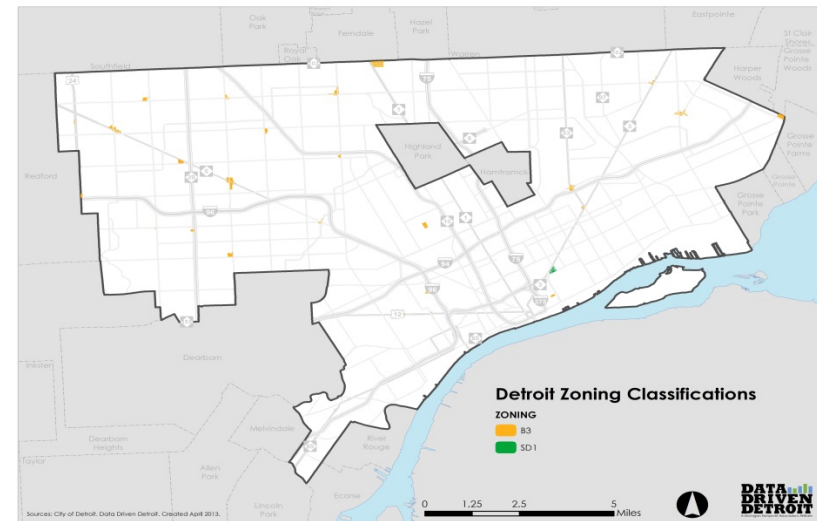 Oak
Park
Ferndale
Hazel
Park
Eastpointe
Royal
Oak
Southfield
Warren
St Clair
Shores
Grosse
Pointe
Woods
24
75
Harper
Woods
Highland
Park
Hamtramck
Redford
Grosse
Pointe
Farms
Grosse
Pointe
Grosse
Pointe
Park
96
94
75
96
375
12
Dearborn
Inkster
Detroit Zoning Classifications
ZONING
B3
SD1
Melvindale
Dearborn
Heights
River
Rouge
Taylor
Allen
Park
Lincoln
Park
Ecorse
0 1.25 2.5 5
Miles
DATA
DRIVEN
DETROIT
Sources: City of Detroit. Data Driven Detroit. Created April 2013.